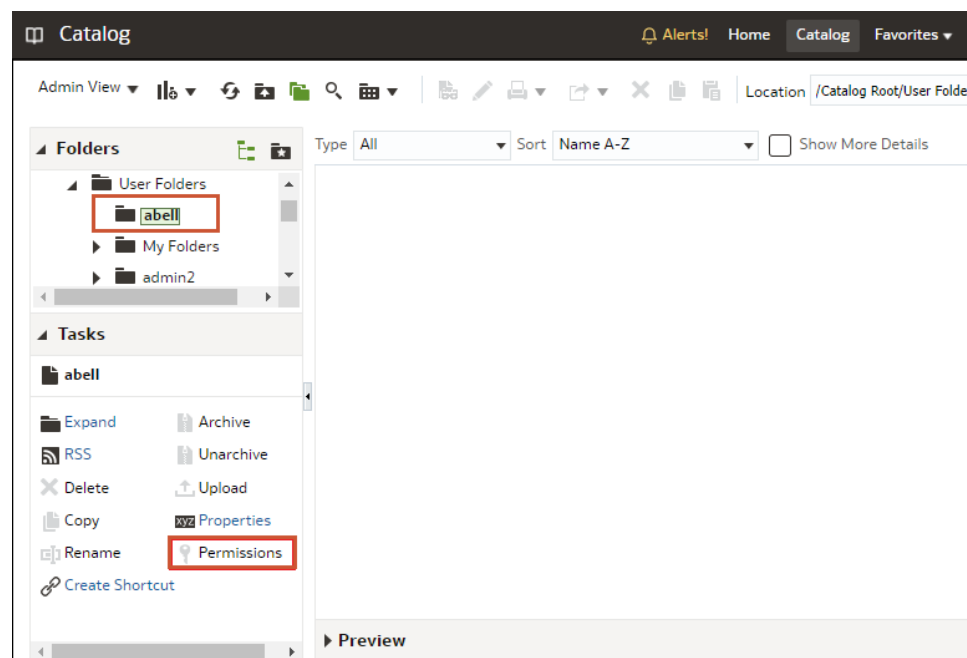 Catalog
Alerts! Home Catalog Favorites
Admin View
Location /Catalog Root/User Folde
Folders
Type All Sort Name A-Z Show More Details
User Folders
abell
My Folders
admin2
Tasks
abell
Expand Archive
RSS Unarchive
Delete Upload
Copy xyz Properties
Rename Permissions
Create Shortcut
Preview